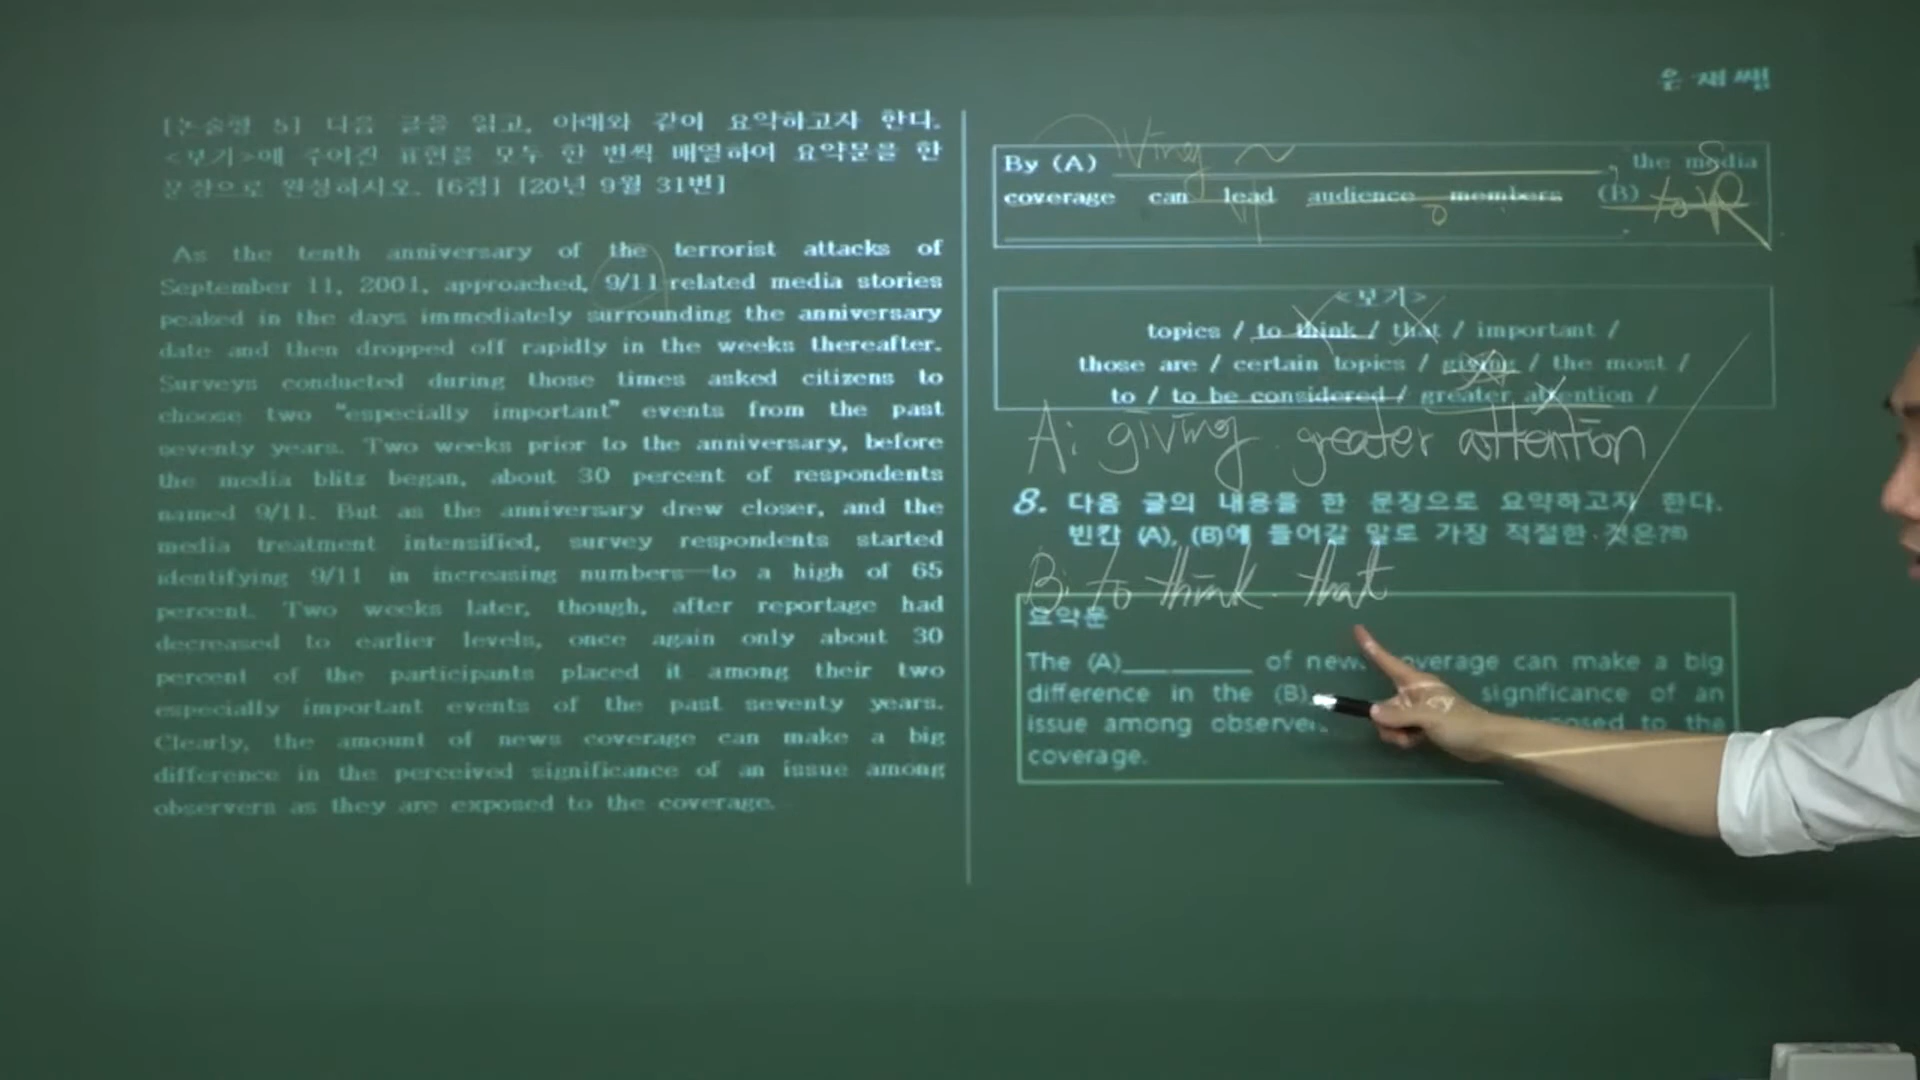 은재쌤
[논술형 5] 다음 글을 읽고, 아래와 같이 요약하고자 한다.
<보기>에 주어진 표현을 모두 한 번씩 배열하여 요약문을 한
문장으로 완성하시오. [6점] [20년 9월 31번]
As the tenth anniversary of the terrorist attacks of
September 11, 2001, approached, 9/11 related media stories
peaked in the days immediately surrounding the anniversary
date and then dropped off rapidly in the weeks thereafter.
Surveys conducted during those times asked citizens to
choose two “especially important” events from the past
seventy years. Two weeks prior to the anniversary, before
the media blitz began, about 30 percent of respondents
named 9/11. But as the anniversary drew closer, and the
media treatment intensified, survey respondents started
identifying 9/11 in increasing numbers—to a high of 65
percent. Two weeks later, though, after reportage had
decreased to earlier levels, once again only about 30
percent of the participants placed it among their two
especially important events of the past seventy years.
Clearly, the amount of news coverage can make a big
difference in the perceived significance of an issue among
observers as they are exposed to the coverage.
Ving ~
By (A) , the media
S
coverage can lead audience members (B) to VR
V O
<보기>
topics / to think / that / important /
those are / certain topics / giving / the most /
to / to be considered / greater attention /
A: giving greater attention
8. 다음 글의 내용을 한 문장으로 요약하고자 한다.
빈칸 (A), (B)에 들어갈 말로 가장 적절한 것은?
B: to think that
요약문
The (A) of news coverage can make a big
difference in the (B) significance of an
issue among exposed to the
coverage.